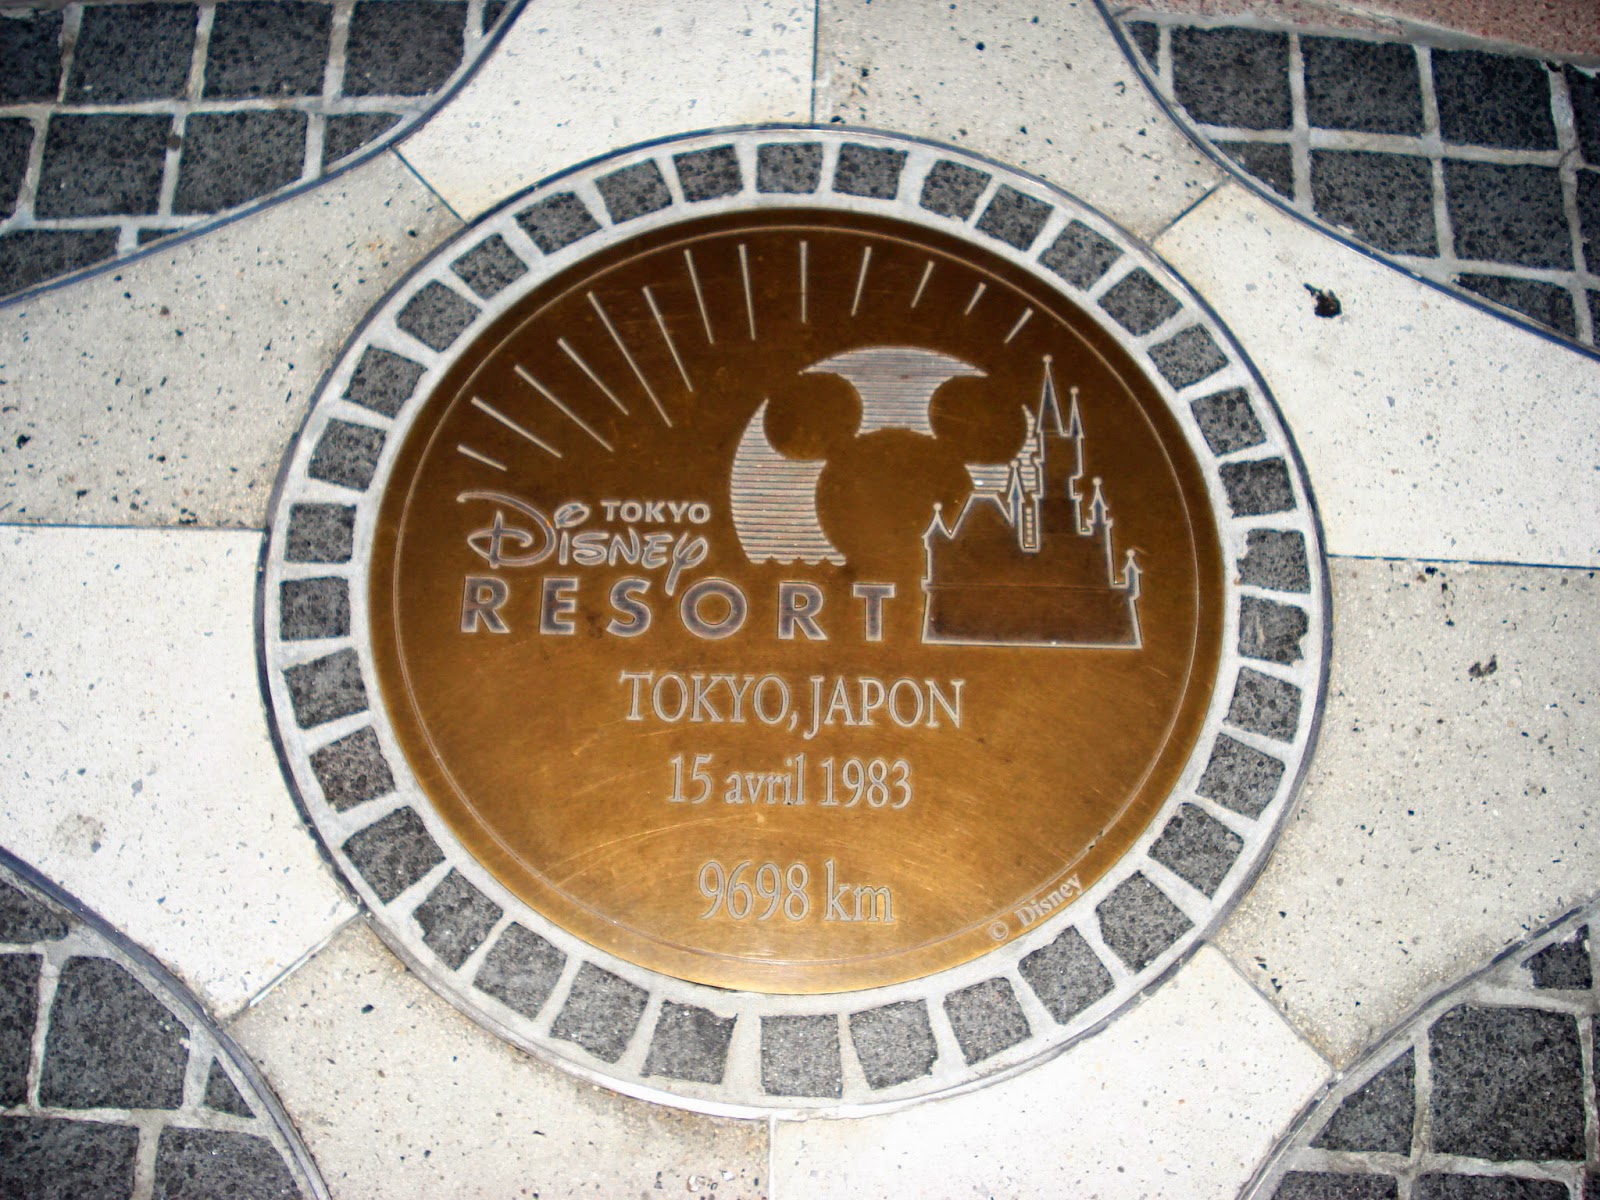 TOKYO
Disney
RESORT
TOKYO, JAPON
15 avril 1983
9698 km
© Disney